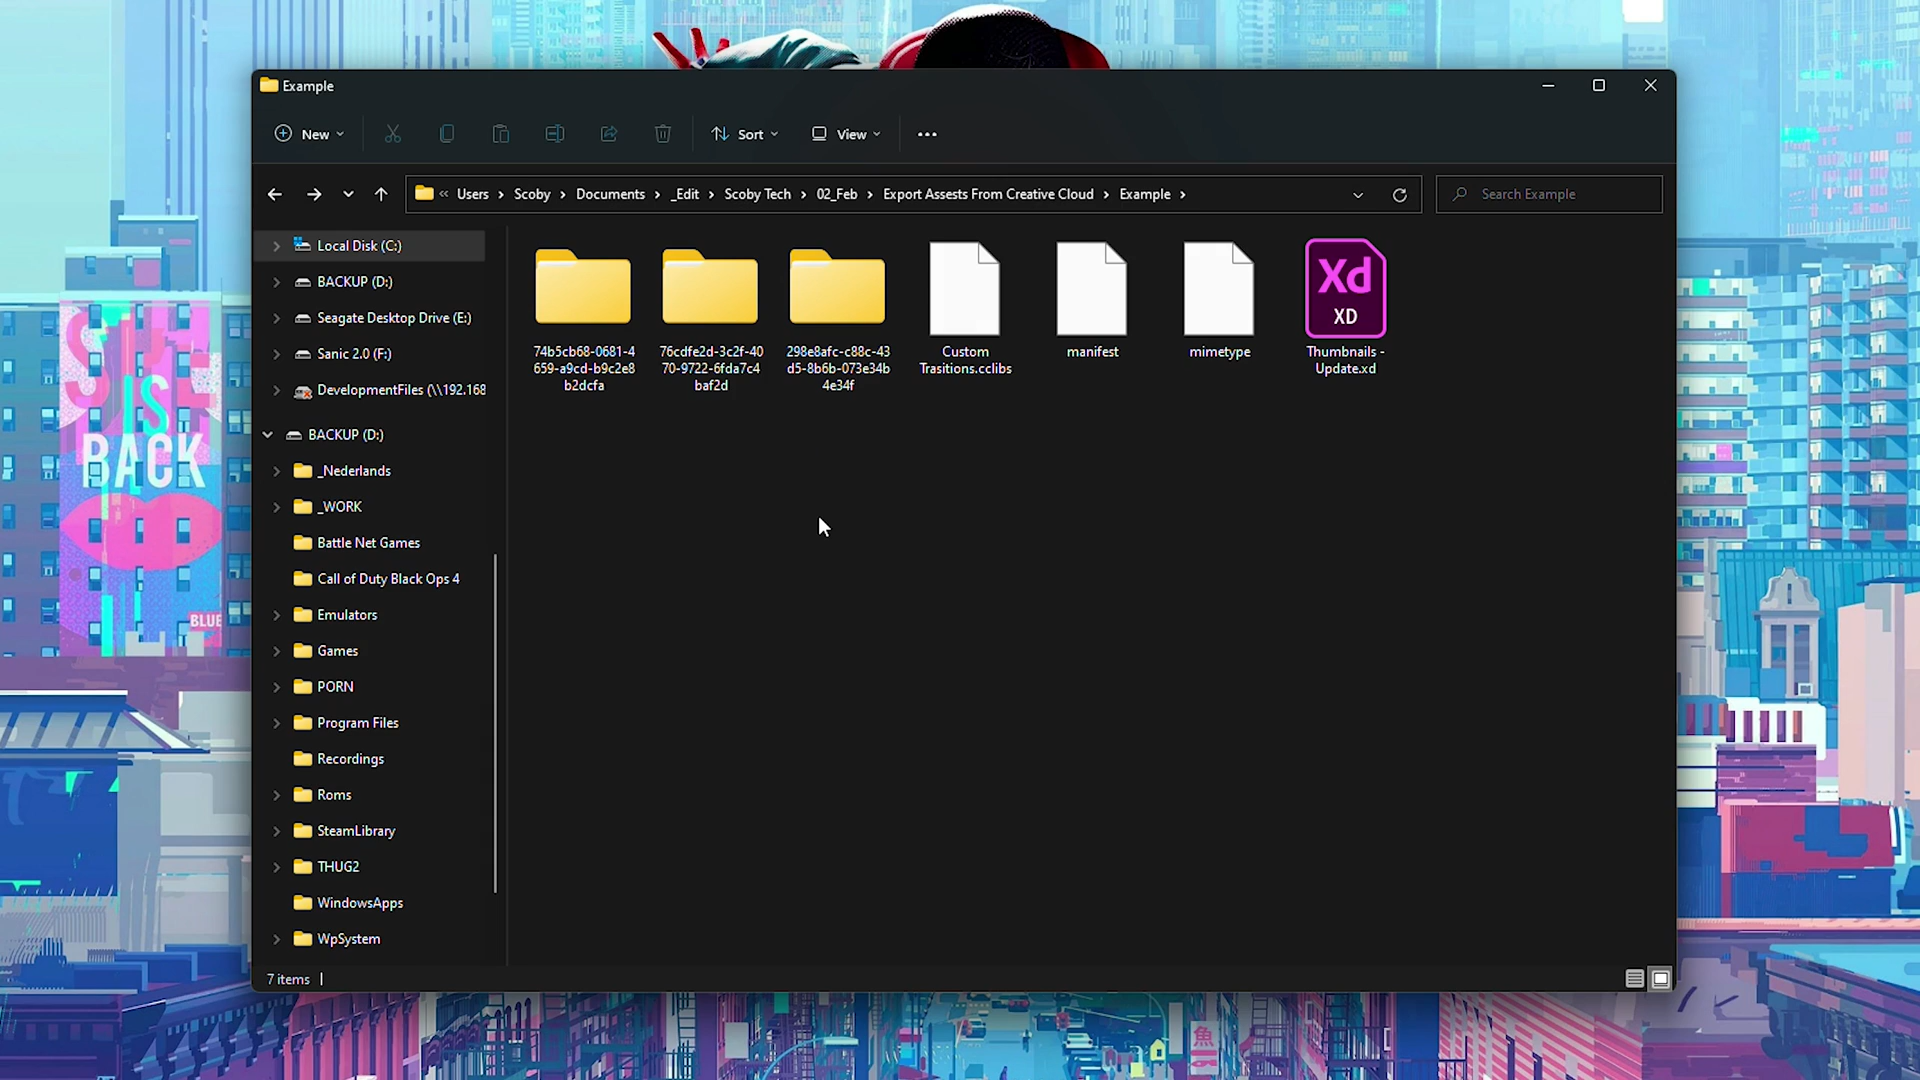 Example
New
Sort
View
Users
Scoby
Documents
_Edit
Scoby Tech
02_Feb
Export Assests From Creative Cloud
Example
Search Example
Local Disk (C:)
BACKUP (D:)
Seagate Desktop Drive (E:)
Sanic 2.0 (F:)
DevelopmentFiles (\\192.168
BACKUP (D:)
_Nederlands
_WORK
Battle Net Games
Call of Duty Black Ops 4
Emulators
Games
PORN
Program Files
Recordings
Roms
SteamLibrary
THUG2
WindowsApps
WpSystem
74b5cb68-0681-4
659-a9cd-b9c2e8
b2dcfa
76cdfe2d-3c2f-40
70-9722-6fda7c4
baf2d
298e8afc-c88c-43
d5-8b6b-073e34b
4e34f
Custom
Trasitions.cclibs
manifest
mimetype
Xd
XD
Thumbnails -
Update.xd
7 items
IS
BACK
BLUE
魚